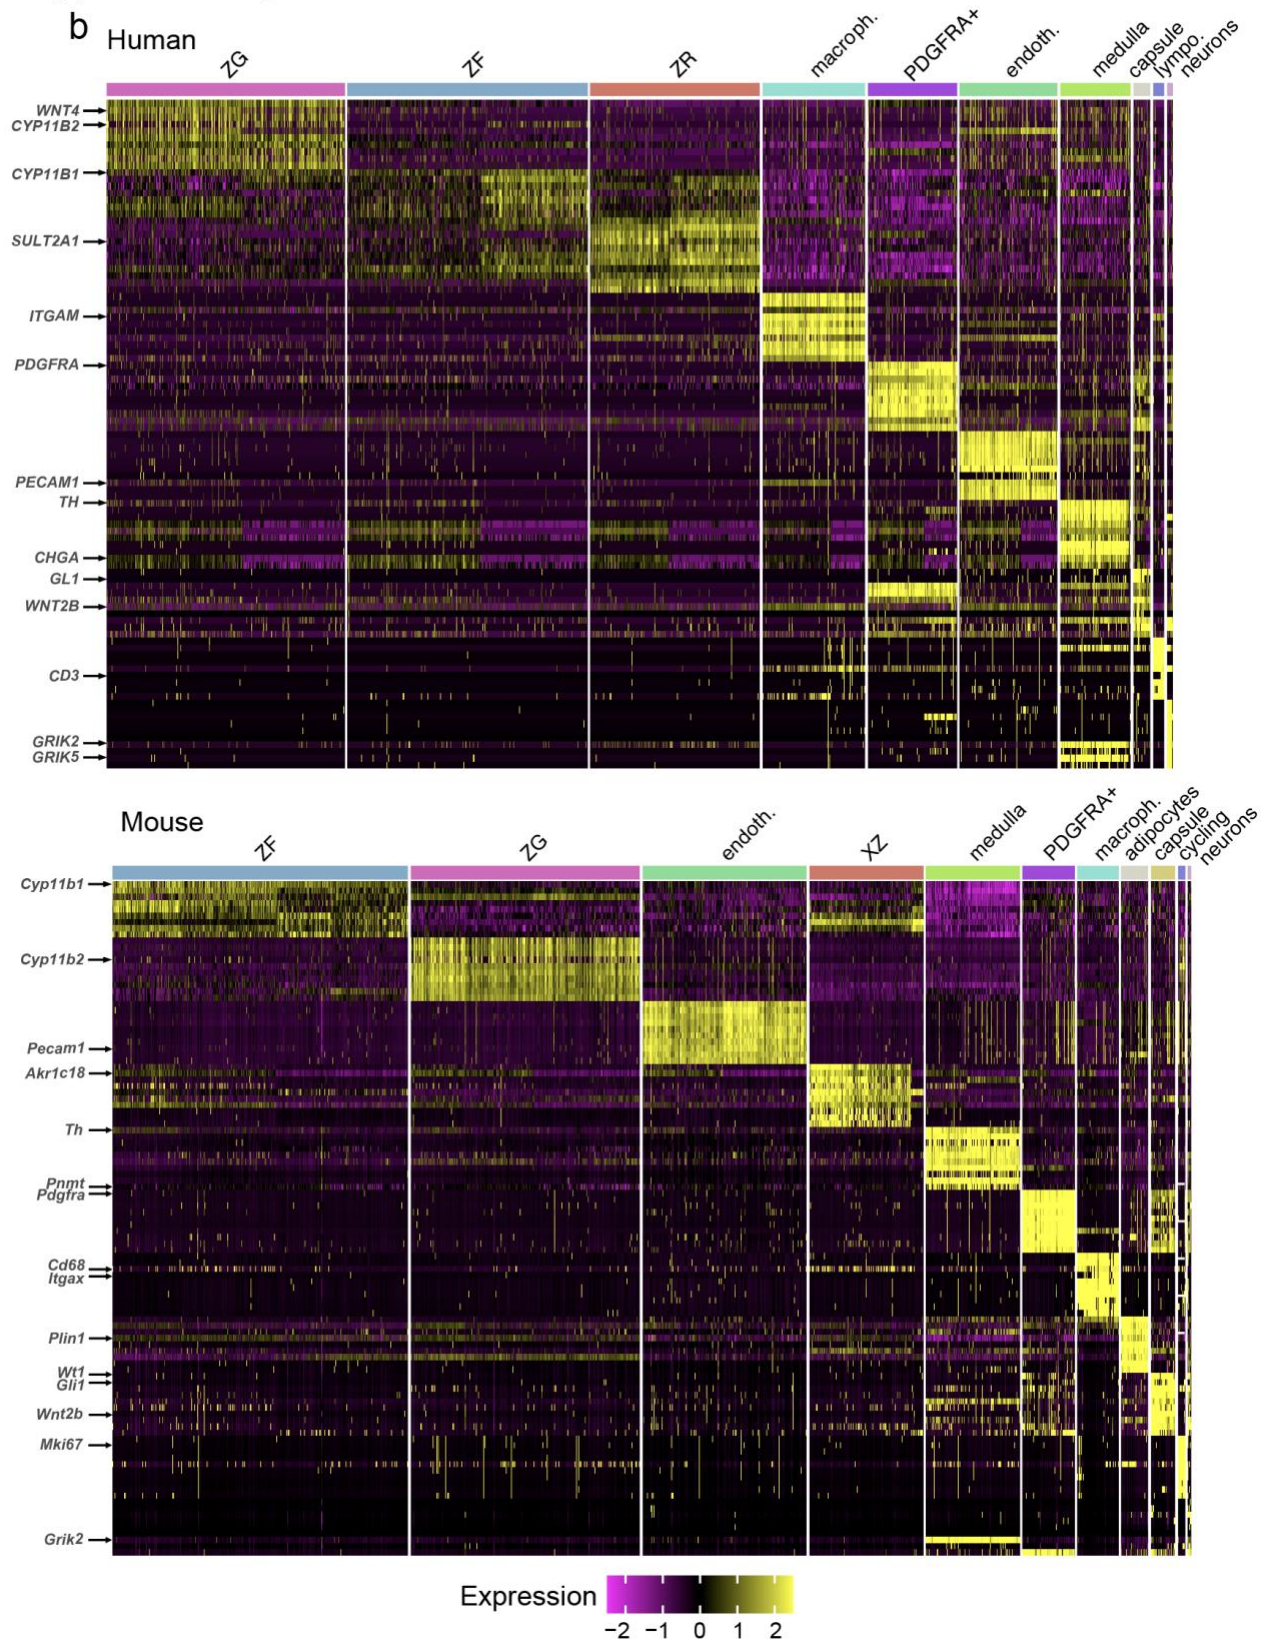 b
Human
ZG
ZF
ZR
macroph.
PDGFRA+
endoth.
medulla
capsule
lympo.
neurons
WNT4
CYP11B2
CYP11B1
SULT2A1
ITGAM
PDGFRA
PECAM1
TH
CHGA
GL1
WNT2B
CD3
GRIK2
GRIK5
Mouse
ZF
ZG
endoth.
XZ
medulla
PDGFRA+
macroph.
adipocytes
capsule
cycling
neurons
Cyp11b1
Cyp11b2
Pecam1
Akr1c18
Th
Pnmt
Pdgfra
Cd68
Itgax
Plin1
Wt1
Gli1
Wnt2b
Mki67
Grik2
Expression
−2 −1 0 1 2